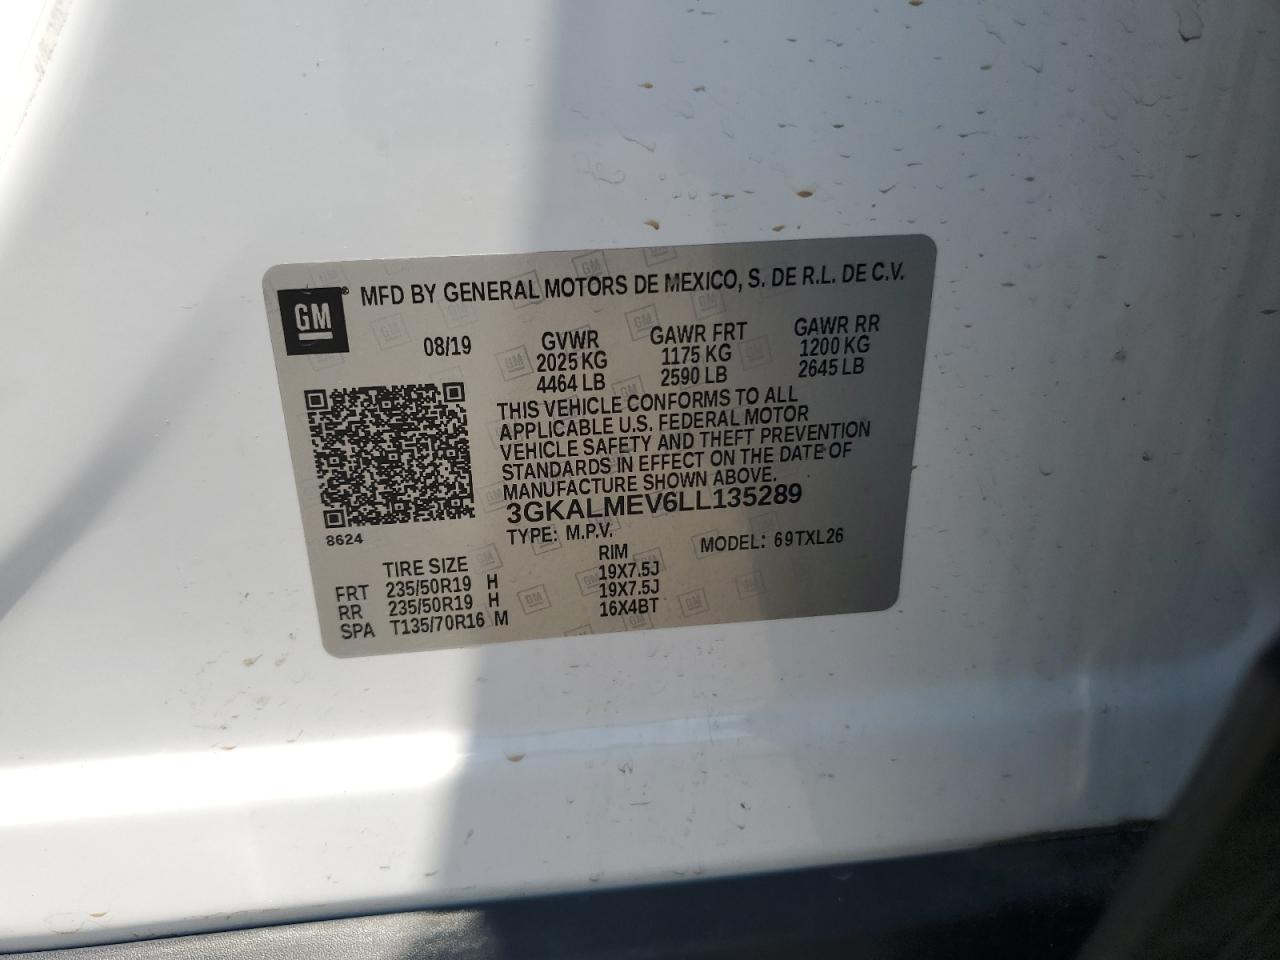 GM® MFD BY GENERAL MOTORS DE MEXICO, S. DE R.L. DE C.V.
08/19 GVWR GAWR FRT GAWR RR
2025 KG 1175 KG 1200 KG
4464 LB 2590 LB 2645 LB
THIS VEHICLE CONFORMS TO ALL
APPLICABLE U.S. FEDERAL MOTOR
VEHICLE SAFETY AND THEFT PREVENTION
STANDARDS IN EFFECT ON THE DATE OF
MANUFACTURE SHOWN ABOVE.
3GKALMEV6LL135289
8624 TYPE: M.P.V. MODEL: 69TXL26
TIRE SIZE RIM
FRT 235/50R19 H 19X7.5J
RR 235/50R19 H 19X7.5J
SPA T135/70R16 M 16X4BT